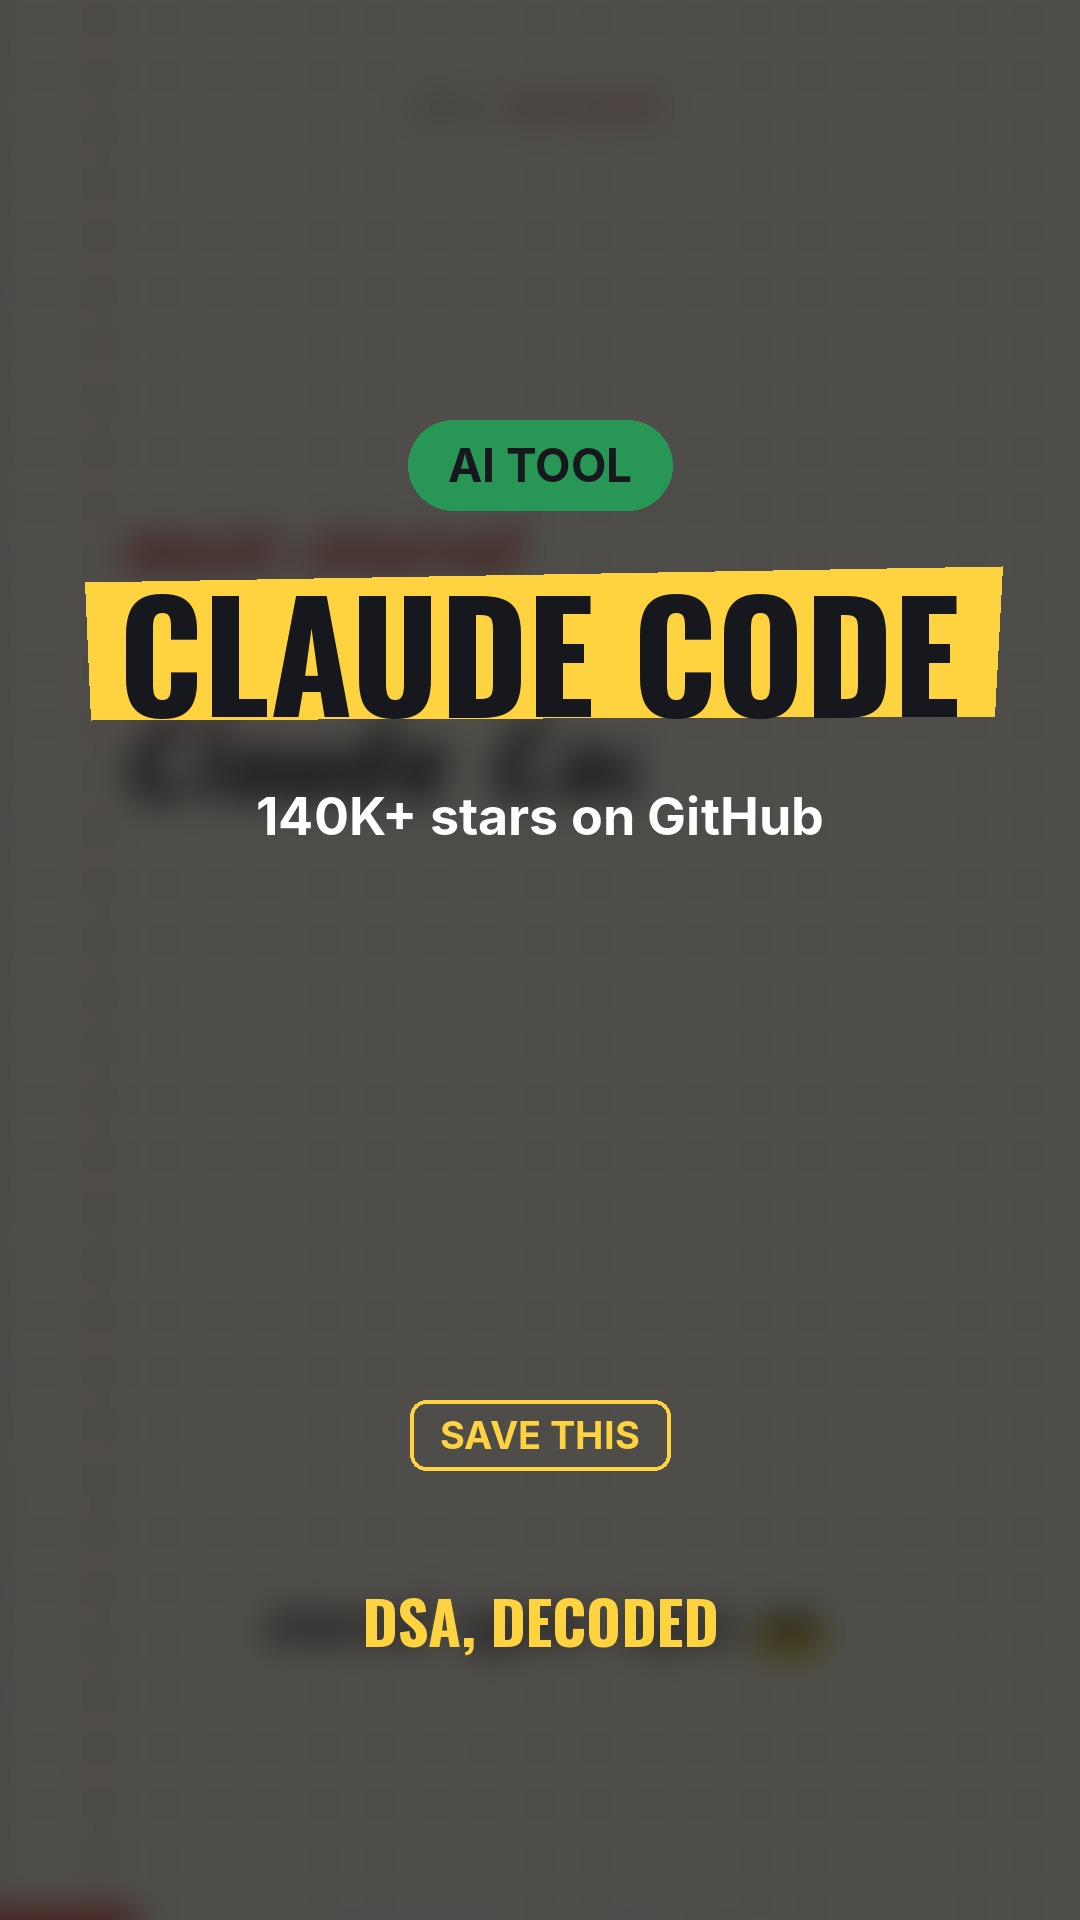 AI TOOL
CLAUDE CODE
140K+ stars on GitHub
SAVE THIS
DSA, DECODED